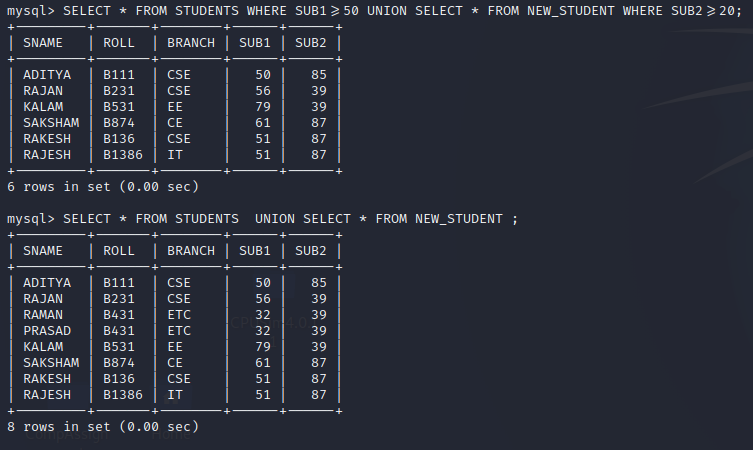 mysql> SELECT * FROM STUDENTS WHERE SUB1>=50 UNION SELECT * FROM NEW_STUDENT WHERE SUB2>=20;
+---------+-------+--------+------+------+
| SNAME   | ROLL  | BRANCH | SUB1 | SUB2 |
+---------+-------+--------+------+------+
| ADITYA  | B111  | CSE    |   50 |   85 |
| RAJAN   | B231  | CSE    |   56 |   39 |
| KALAM   | B531  | EE     |   79 |   39 |
| SAKSHAM | B874  | CE     |   61 |   87 |
| RAKESH  | B136  | CSE    |   51 |   87 |
| RAJESH  | B1386 | IT     |   51 |   87 |
+---------+-------+--------+------+------+
6 rows in set (0.00 sec)
mysql> SELECT * FROM STUDENTS  UNION SELECT * FROM NEW_STUDENT ;
+---------+-------+--------+------+------+
| SNAME   | ROLL  | BRANCH | SUB1 | SUB2 |
+---------+-------+--------+------+------+
| ADITYA  | B111  | CSE    |   50 |   85 |
| RAJAN   | B231  | CSE    |   56 |   39 |
| RAMAN   | B431  | ETC    |   32 |   39 |
| PRASAD  | B431  | ETC    |   32 |   39 |
| KALAM   | B531  | EE     |   79 |   39 |
| SAKSHAM | B874  | CE     |   61 |   87 |
| RAKESH  | B136  | CSE    |   51 |   87 |
| RAJESH  | B1386 | IT     |   51 |   87 |
+---------+-------+--------+------+------+
8 rows in set (0.00 sec)
Home